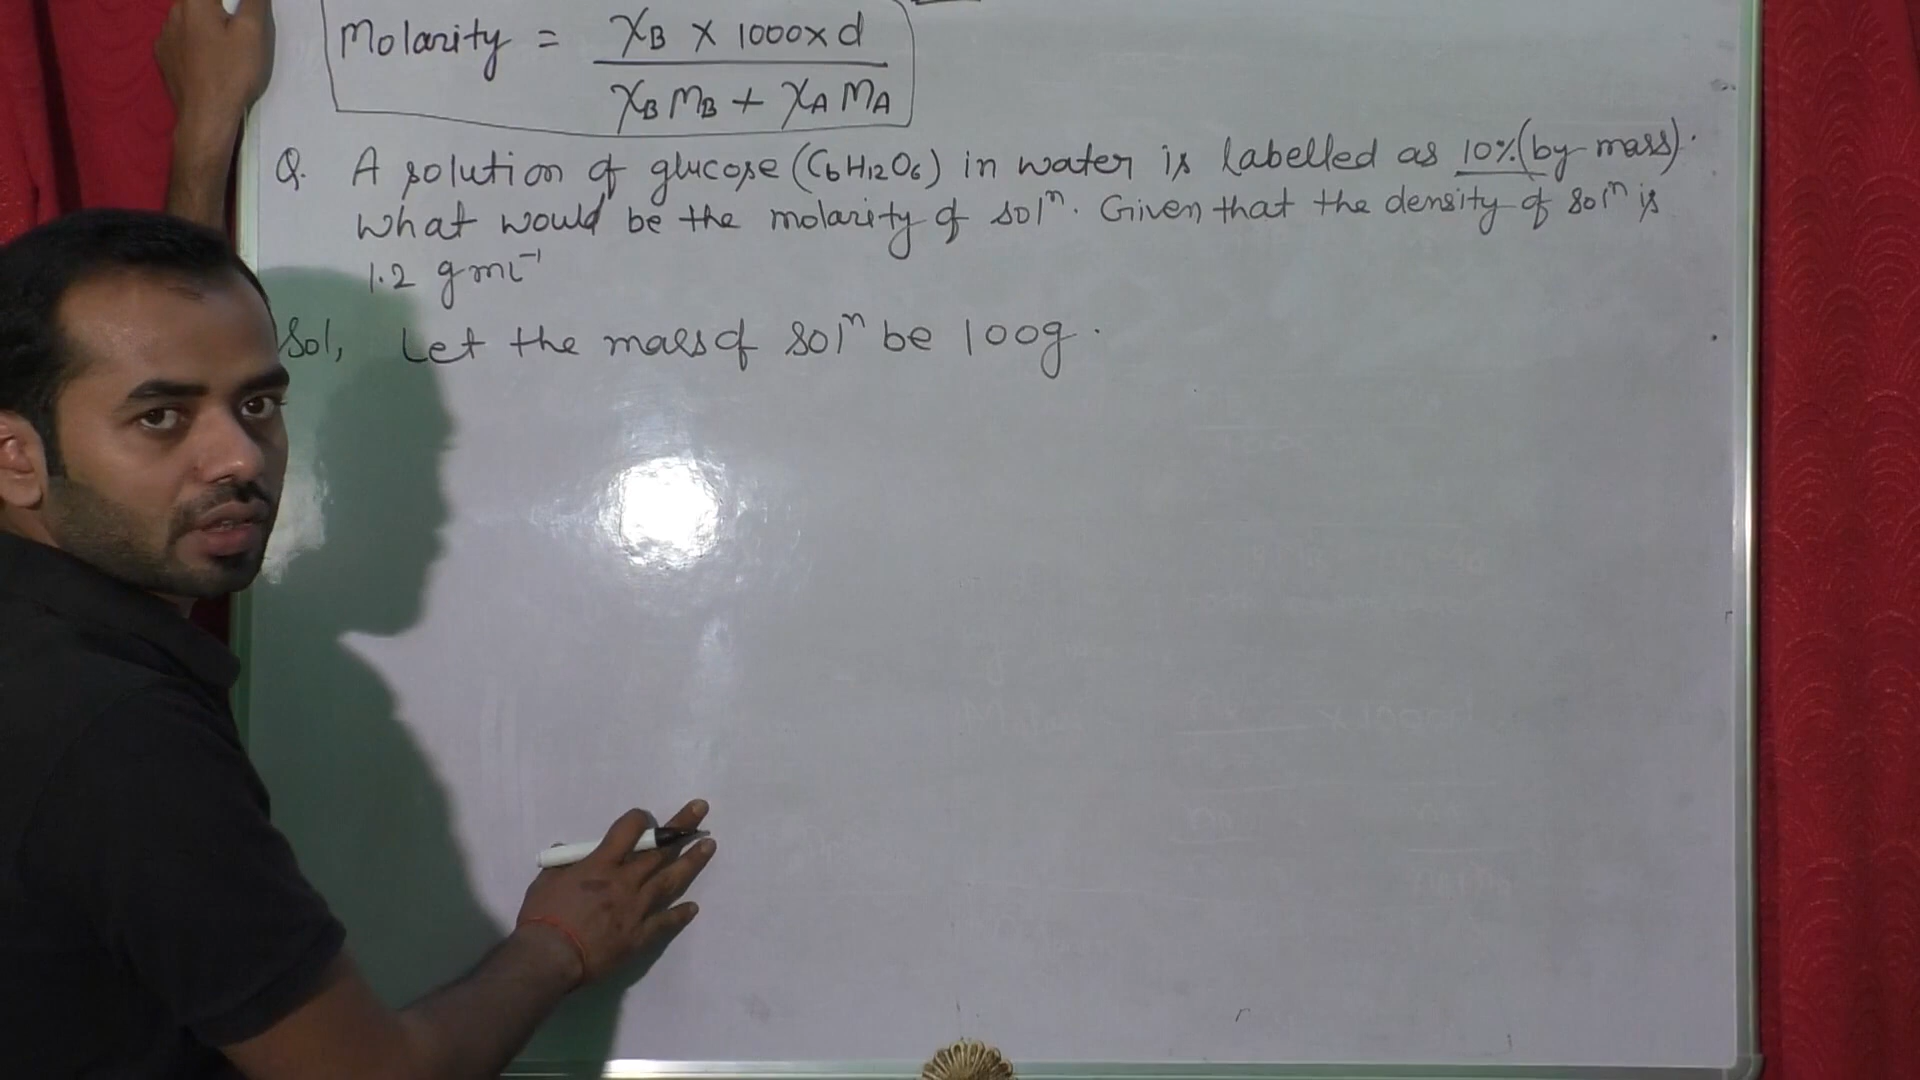 Molarity = χB × 1000 × d
χB MB + χA MA
Q. A solution of glucose (C6H12O6) in water is labelled as 10% (by mass).
What would be the molarity of solⁿ. Given that the density of solⁿ is
1.2 g mL⁻¹
Sol, Let the mass of solⁿ be 100g.